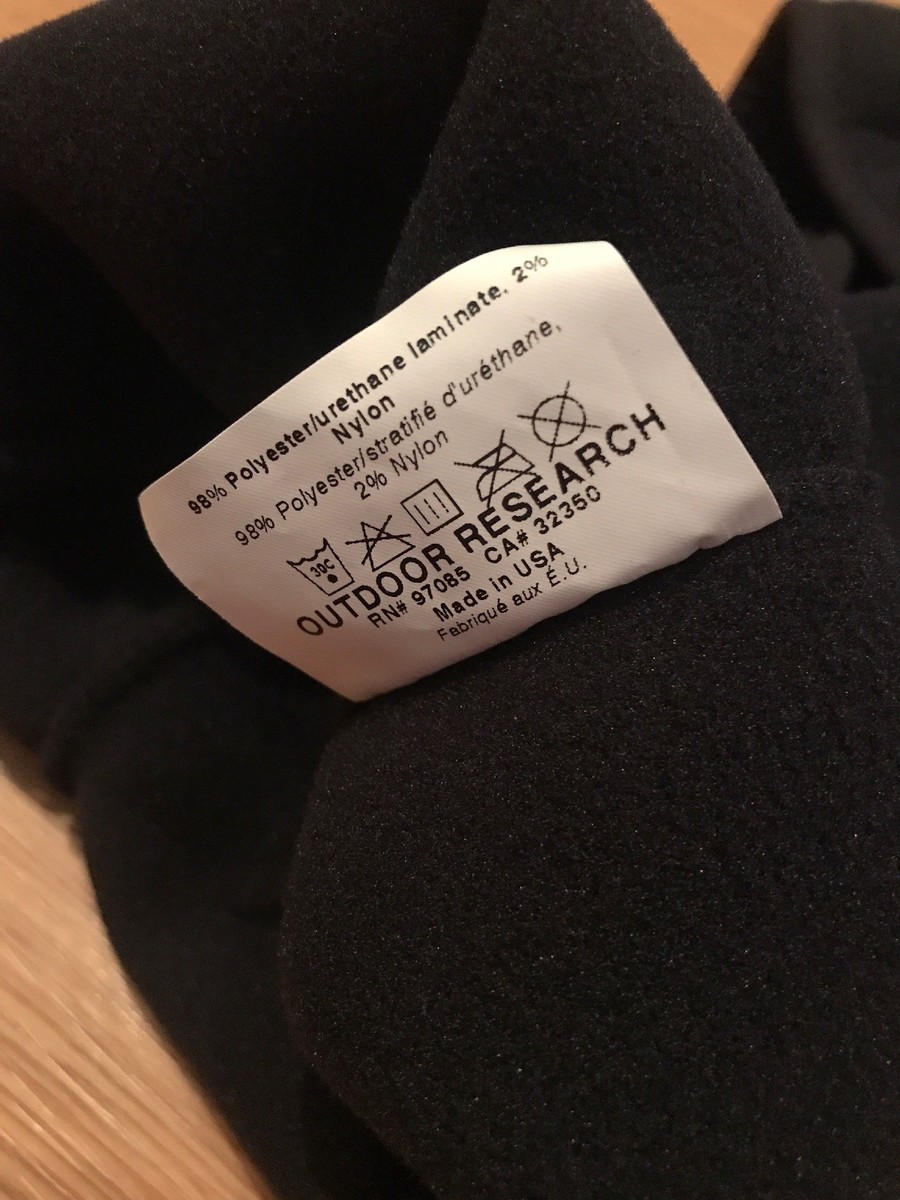 98% Polyester/urethane laminate, 2%
Nylon
98% Polyester/stratifié d'uréthane,
2% Nylon
30C
OUTDOOR RESEARCH
RN# 97085 CA# 32350
Made in USA
Fabriqué aux É.U.